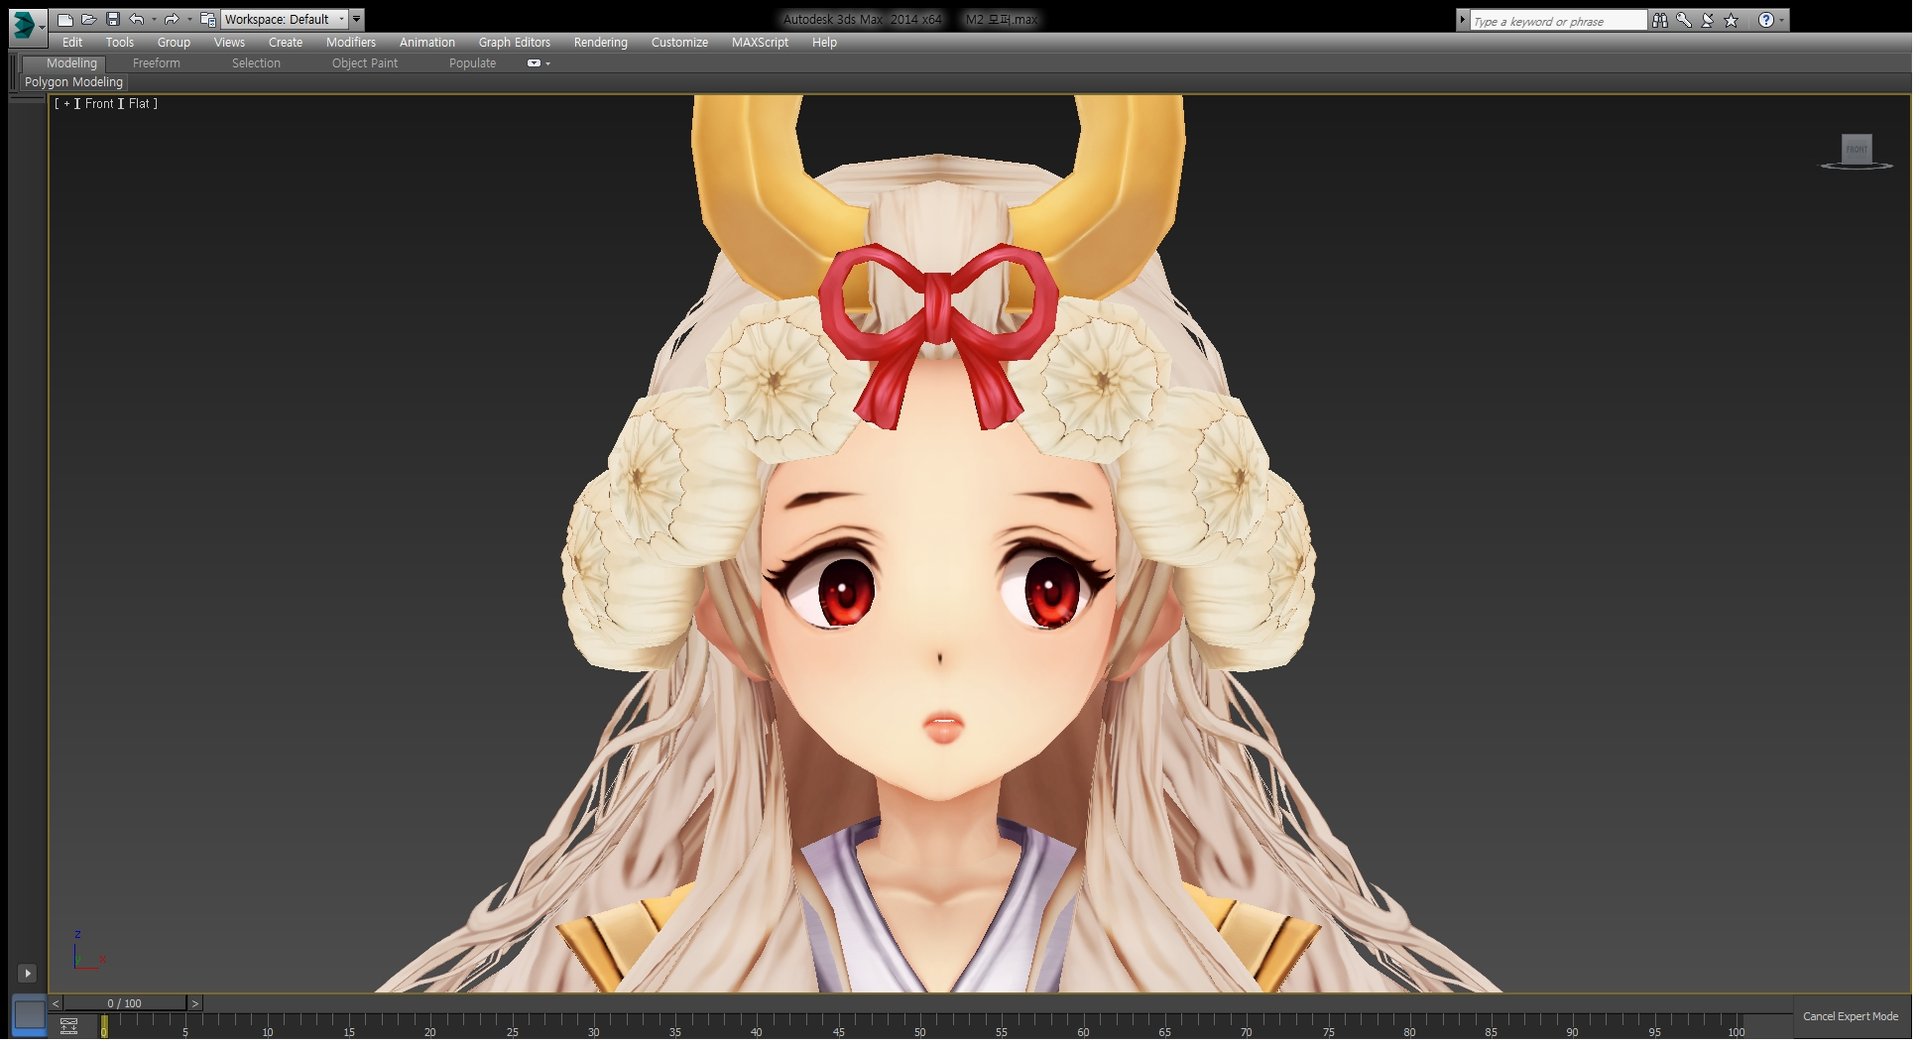 Workspace: Default
Autodesk 3ds Max 2014 x64 M2 모퍼.max
Type a keyword or phrase
Edit Tools Group Views Create Modifiers Animation Graph Editors Rendering Customize MAXScript Help
Modeling Freeform Selection Object Paint Populate
Polygon Modeling
[ + ] [ Front ] [ Flat ]
FRONT
z
y x
< 0 / 100 >
0 5 10 15 20 25 30 35 40 45 50 55 60 65 70 75 80 85 90 95 100
Cancel Expert Mode